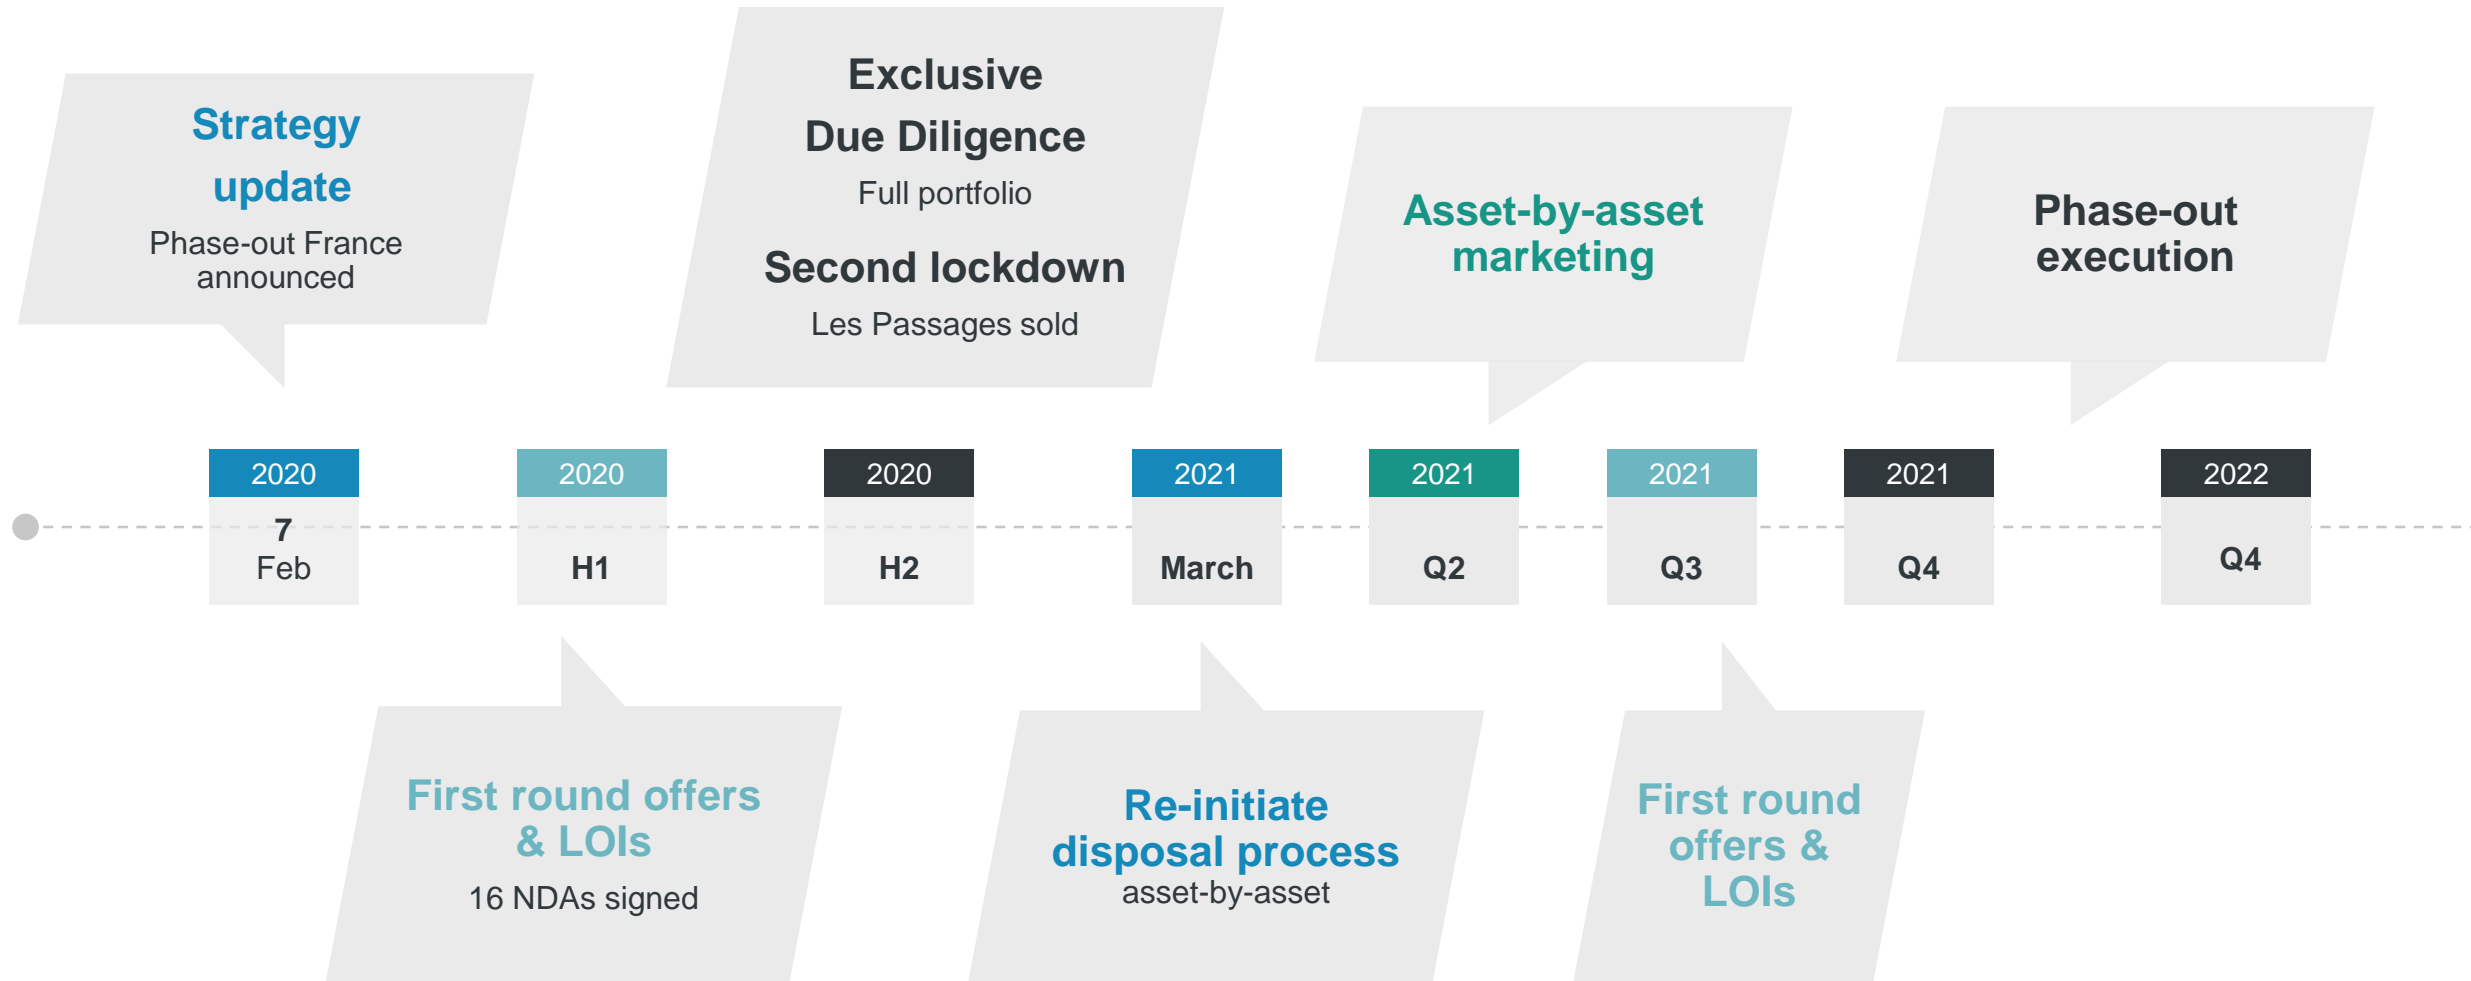 Strategy
update
Phase-out France
announced
Exclusive
Due Diligence
Full portfolio
Second lockdown
Les Passages sold
Asset-by-asset
marketing
Phase-out
execution
2020
7
Feb
2020
H1
2020
H2
2021
March
2021
Q2
2021
Q3
2021
Q4
2022
Q4
First round offers
& LOIs
16 NDAs signed
Re-initiate
disposal process
asset-by-asset
First round
offers &
LOIs